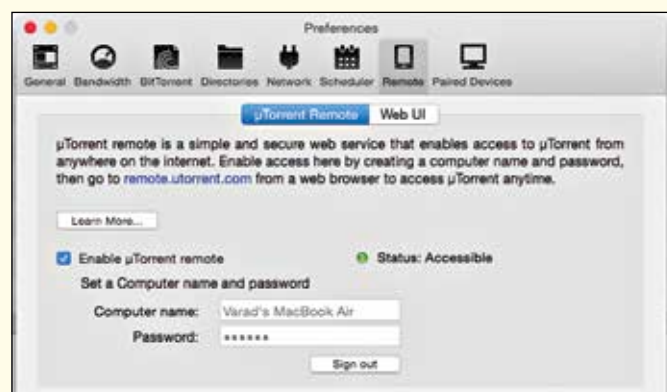 Preferences
General Bandwidth BitTorrent Directories Network Scheduler Remote Paired Devices
µTorrent Remote Web UI
µTorrent remote is a simple and secure web service that enables access to µTorrent from
anywhere on the internet. Enable access here by creating a computer name and password,
then go to remote.utorrent.com from a web browser to access µTorrent anytime.
Learn More...
Enable µTorrent remote Status: Accessible
Set a Computer name and password
Computer name: Varad's MacBook Air
Password: ••••••
Sign out